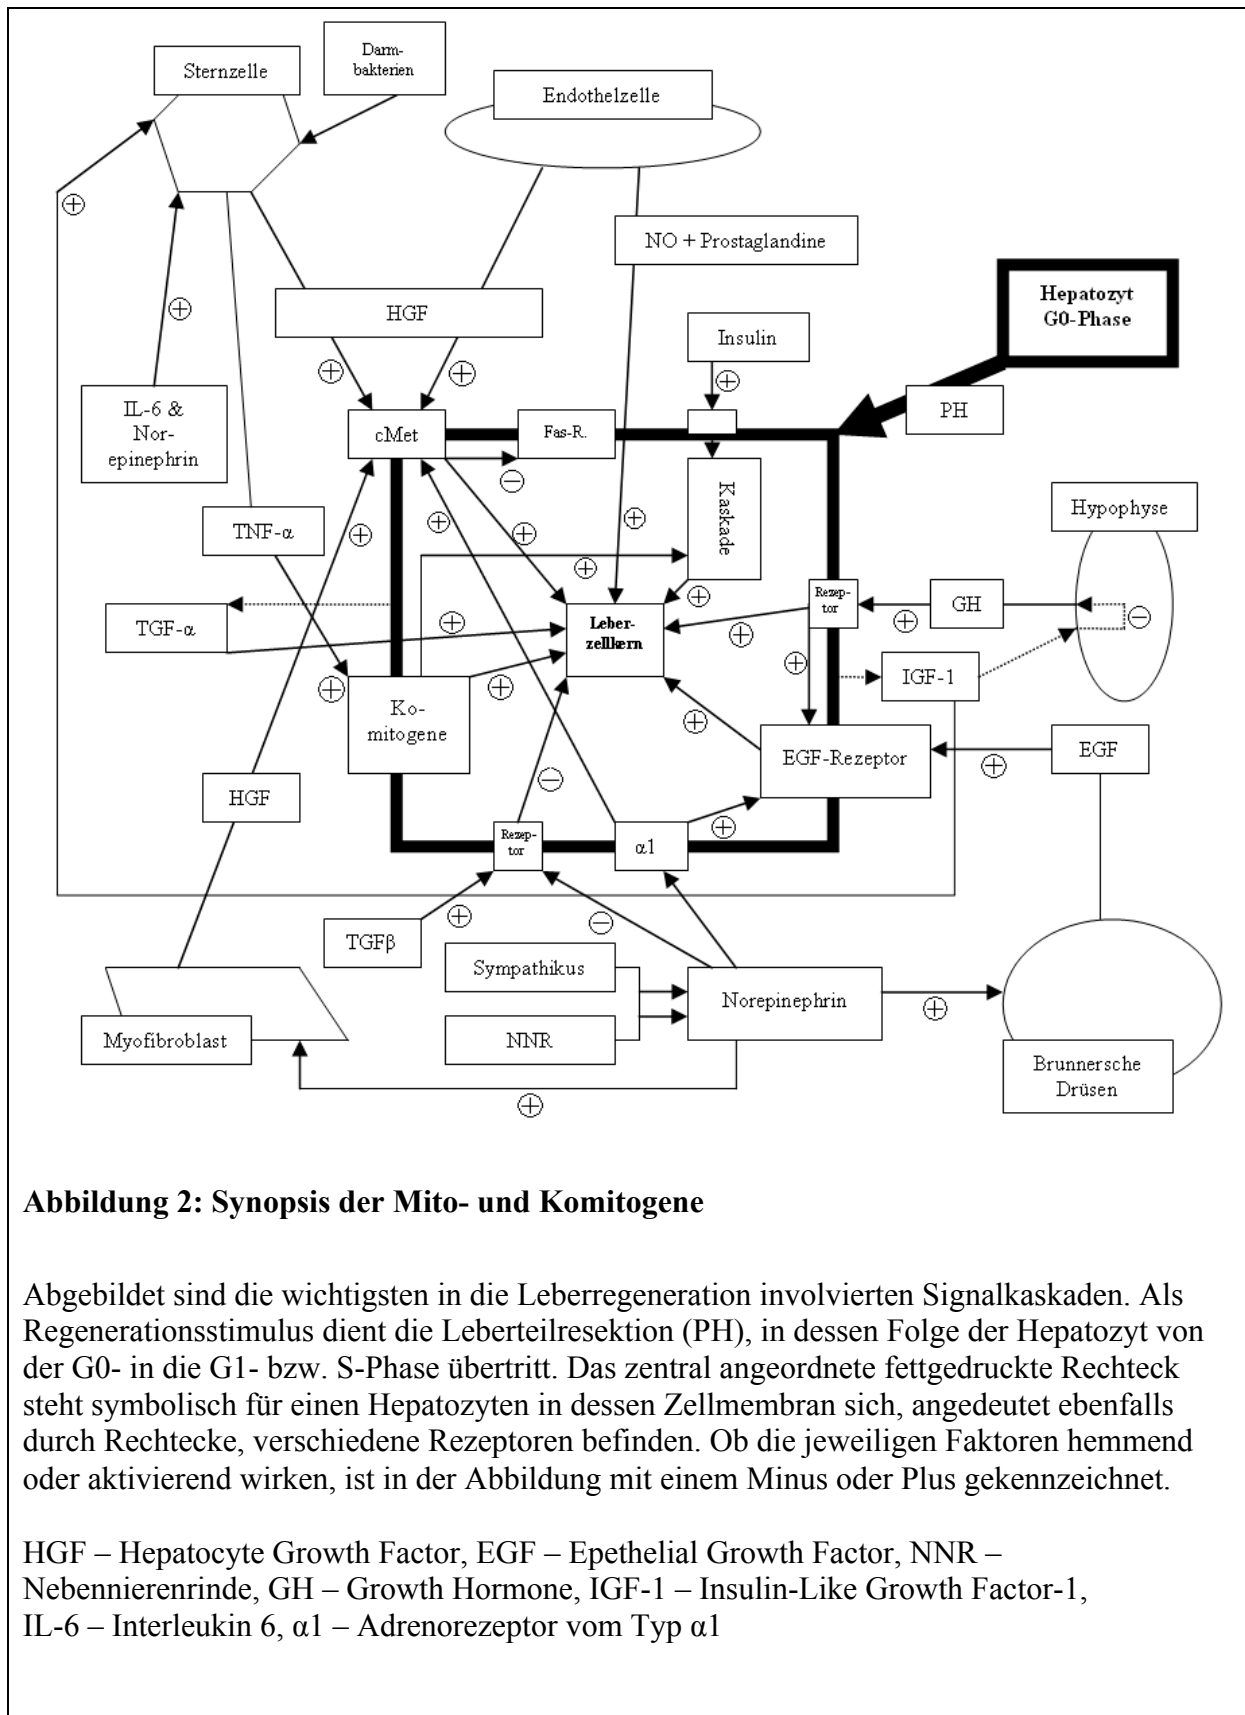 Darm-
bakterien
Sternzelle
Endothelzelle
NO + Prostaglandine
Hepatozyt
G0-Phase
HGF
Insulin
+
+
+
+
+
IL-6 &
Nor-
epinephrin
cMet
Fas-R.
PH
−
Kaskade
Hypophyse
TNF-α
+
+
+
+
+
+
TGF-α
Leber-
zellkern
Rezep-
tor
GH
+
+
+
−
+
IGF-1
+
+
Ko-
mitogene
+
EGF-Rezeptor
EGF
+
HGF
−
Rezep-
tor
α1
+
TGFβ
+
−
Sympathikus
Norepinephrin
+
Myofibroblast
NNR
Brunnersche
Drüsen
+
Abbildung 2: Synopsis der Mito- und Komitogene
Abgebildet sind die wichtigsten in die Leberregeneration involvierten Signalkaskaden. Als
Regenerationsstimulus dient die Leberteilresektion (PH), in dessen Folge der Hepatozyt von
der G0- in die G1- bzw. S-Phase übertritt. Das zentral angeordnete fettgedruckte Rechteck
steht symbolisch für einen Hepatozyten in dessen Zellmembran sich, angedeutet ebenfalls
durch Rechtecke, verschiedene Rezeptoren befinden. Ob die jeweiligen Faktoren hemmend
oder aktivierend wirken, ist in der Abbildung mit einem Minus oder Plus gekennzeichnet.
HGF – Hepatocyte Growth Factor, EGF – Epethelial Growth Factor, NNR –
Nebennierenrinde, GH – Growth Hormone, IGF-1 – Insulin-Like Growth Factor-1,
IL-6 – Interleukin 6, α1 – Adrenorezeptor vom Typ α1